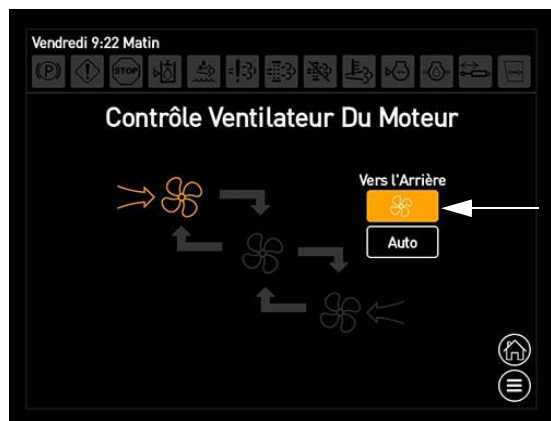 Vendredi 9:22 Matin
(P)
STOP
Contrôle Ventilateur Du Moteur
Vers l'Arrière
Auto